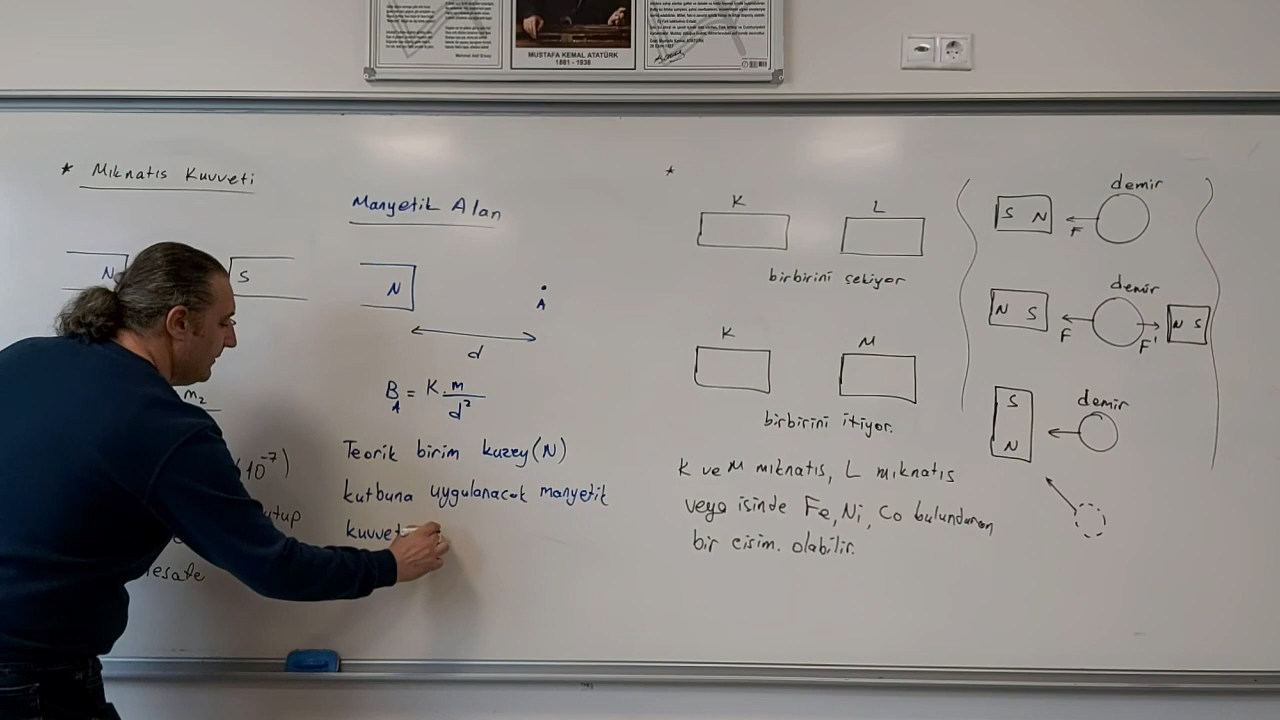 MUSTAFA KEMAL ATATÜRK
1881 - 1938
* Mıknatıs Kuvveti
N
S
m₂
10⁻⁷)
Manyetik Alan
N
A
d
B_A = K.m / d²
Teorik birim kuzey (N)
kutbuna uygulanacak manyetik
kuvvet
*
K
L
birbirini çekiyor
K
M
birbirini itiyor.
K ve M mıknatıs, L mıknatıs
veya içinde Fe, Ni, Co bulunduran
bir cisim. olabilir.
demir
S N
F
demir
N S
F
F'
N S
demir
S
N